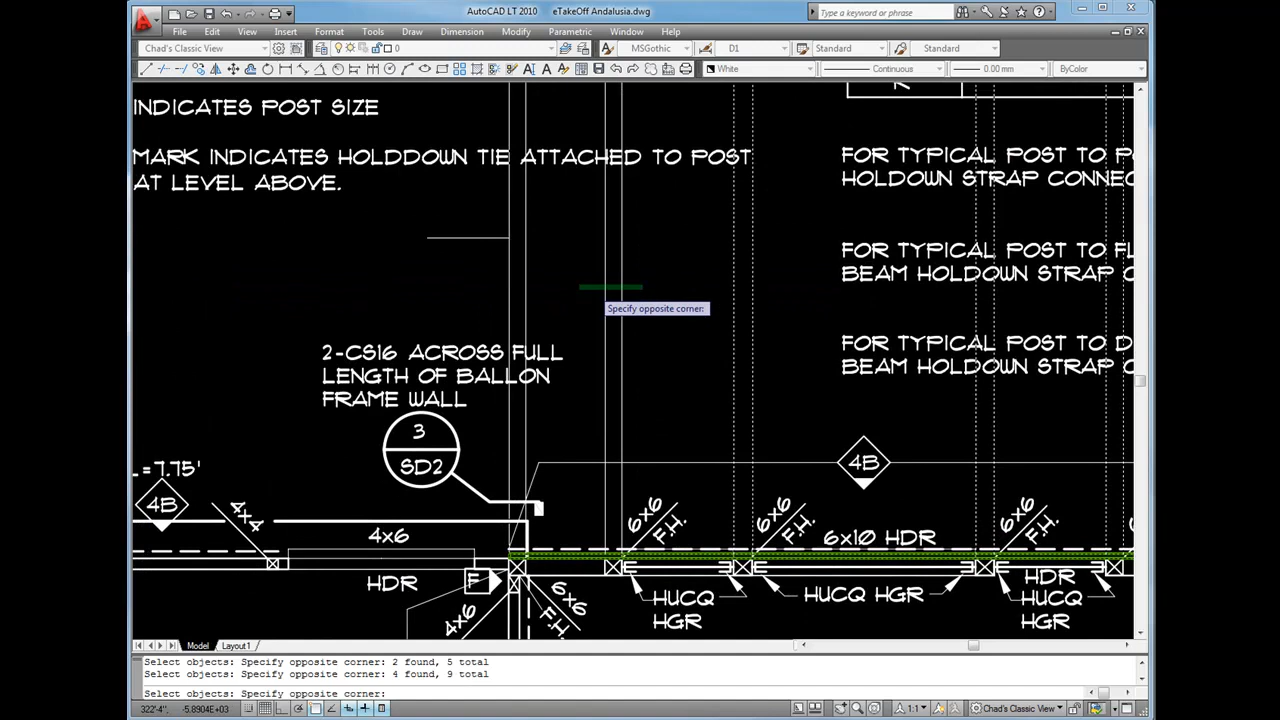 AutoCAD LT 2010 eTakeOff Andalusia.dwg
Type a keyword or phrase
File Edit View Insert Format Tools Draw Dimension Modify Parametric Window Help
Chad's Classic View 0 MSGothic D1 Standard Standard
White Continuous 0.00 mm ByColor
INDICATES POST SIZE
MARK INDICATES HOLDDOWN TIE ATTACHED TO POST
AT LEVEL ABOVE.
FOR TYPICAL POST TO
HOLDOWN STRAP CONNEC
FOR TYPICAL POST TO FL
BEAM HOLDOWN STRAP C
FOR TYPICAL POST TO D
BEAM HOLDOWN STRAP C
Specify opposite corner:
2-CS16 ACROSS FULL
LENGTH OF BALLON
FRAME WALL
3
SD2
L=7.75'
4B
4x4
4x6
HDR
F
4x6
6x6
F.H.
6x6
F.H.
6x6
F.H.
4B
6x10 HDR
6x6
F.H.
HUCQ
HGR
HUCQ HGR
HDR
HUCQ
HGR
Model Layout1
Select objects: Specify opposite corner: 2 found, 5 total
Select objects: Specify opposite corner: 4 found, 9 total
Select objects: Specify opposite corner:
322'-4", -5.8904E+03 1:1 Chad's Classic View